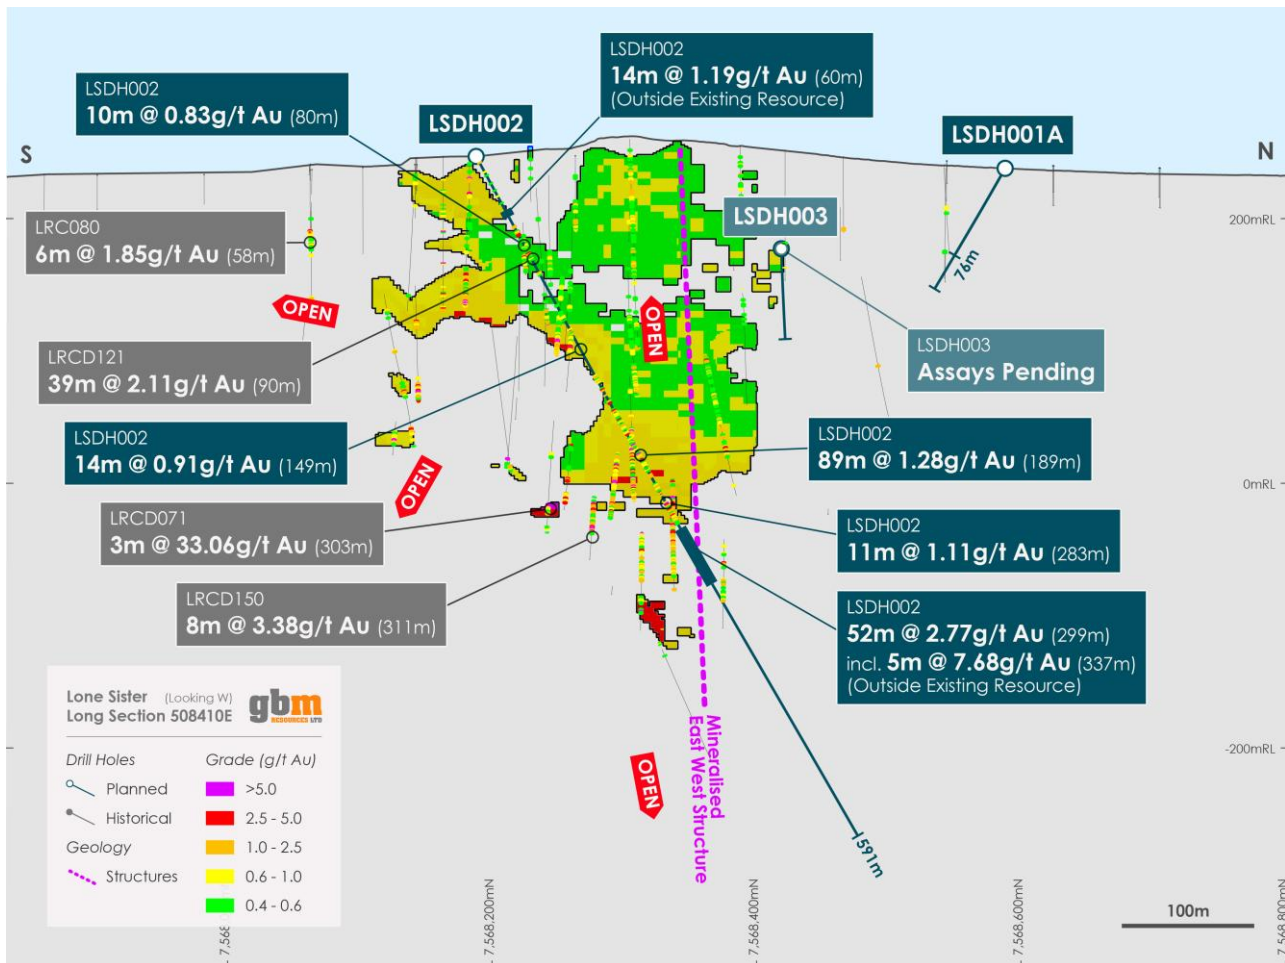 LSDH002
14m @ 1.19g/t Au (60m)
(Outside Existing Resource)
LSDH002
10m @ 0.83g/t Au (80m)
LSDH002
LSDH001A
S
N
LSDH003
200mRL
LRC080
6m @ 1.85g/t Au (58m)
76m
OPEN
OPEN
LRCD121
39m @ 2.11g/t Au (90m)
LSDH003
Assays Pending
LSDH002
14m @ 0.91g/t Au (149m)
LSDH002
89m @ 1.28g/t Au (189m)
OPEN
0mRL
LRCD071
3m @ 33.06g/t Au (303m)
LSDH002
11m @ 1.11g/t Au (283m)
LRCD150
8m @ 3.38g/t Au (311m)
LSDH002
52m @ 2.77g/t Au (299m)
incl. 5m @ 7.68g/t Au (337m)
(Outside Existing Resource)
Lone Sister (Looking W)
Long Section 508410E
gbm
RESOURCES LTD
Mineralised
East West Structure
-200mRL
OPEN
Drill Holes
Grade (g/t Au)
Planned
>5.0
Historical
2.5 - 5.0
Geology
1.0 - 2.5
Structures
0.6 - 1.0
0.4 - 0.6
591m
7,568,200mN
7,568,400mN
7,568,600mN
7,568,800mN
100m